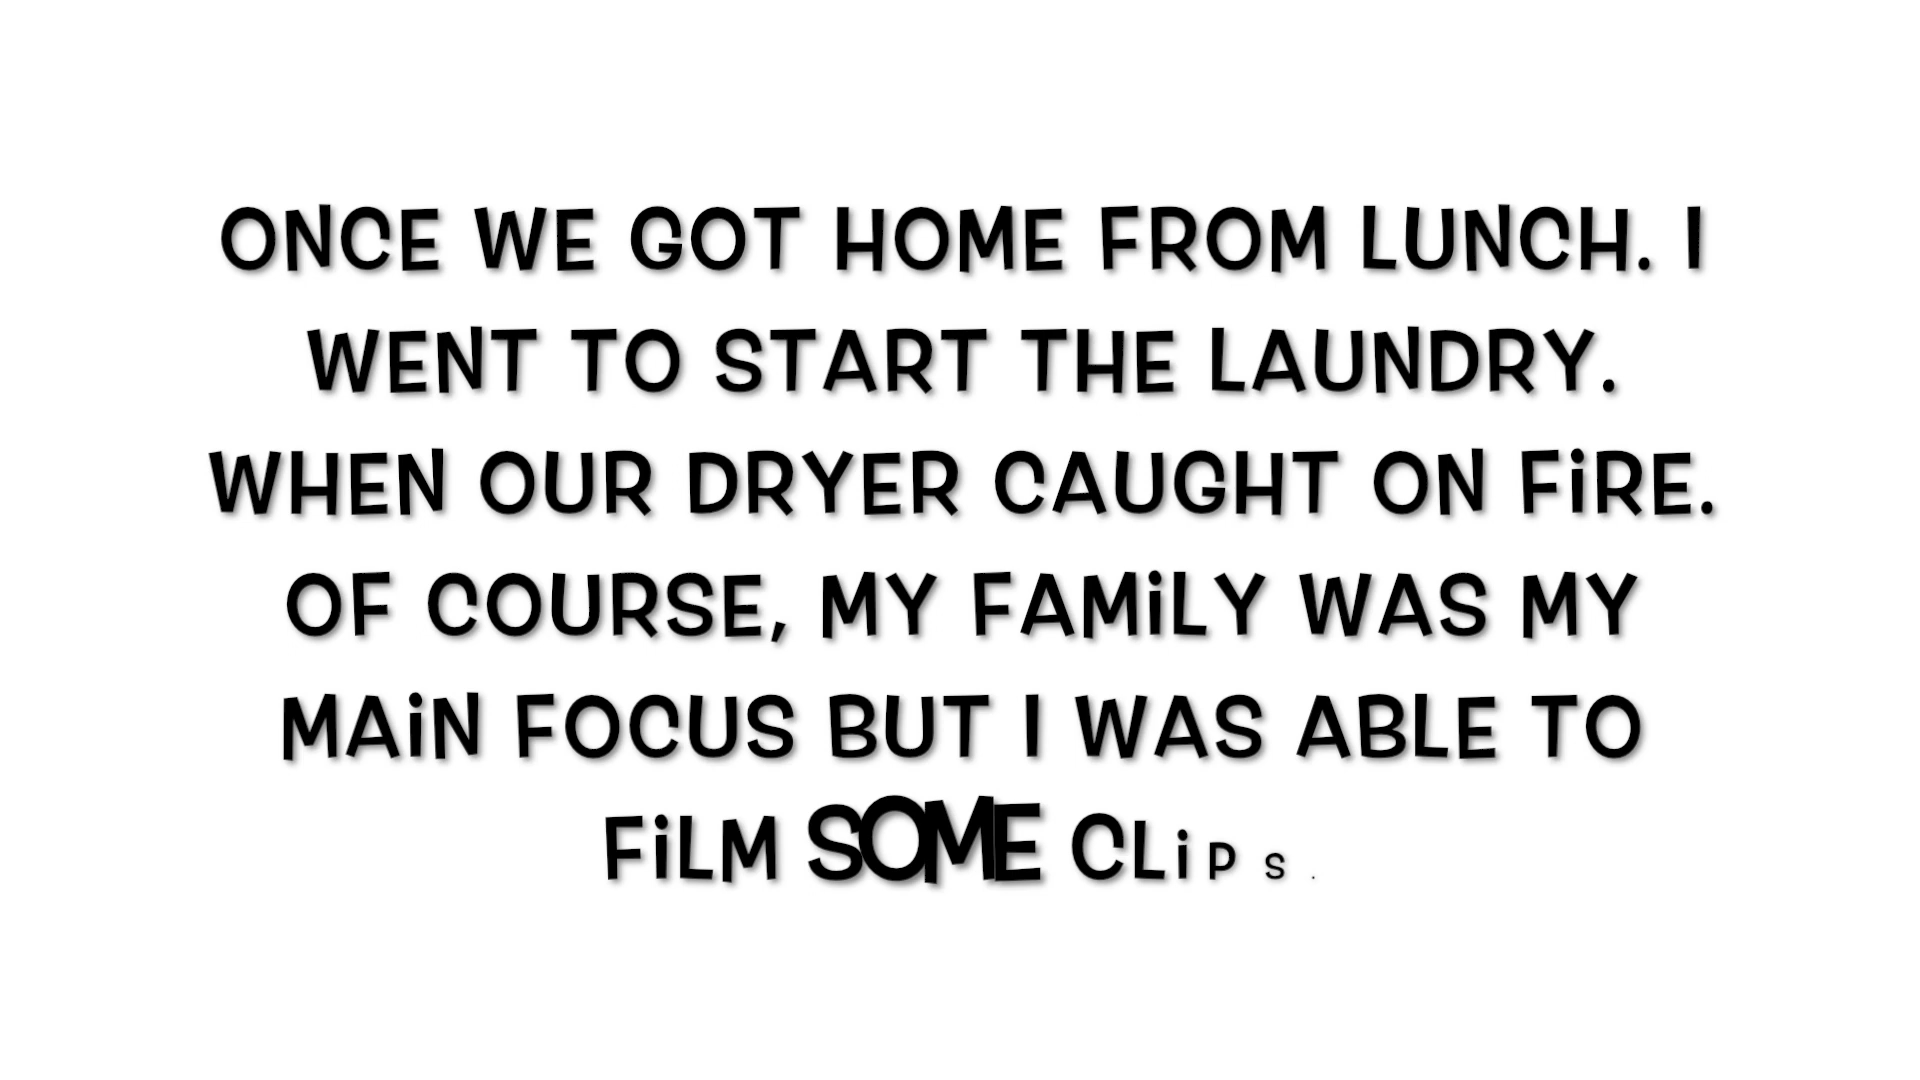 ONCE WE GOT HOME FROM LUNCH. I
WENT TO START THE LAUNDRY.
WHEN OUR DRYER CAUGHT ON FiRE.
OF COURSE, MY FAMiLY WAS MY
MAiN FOCUS BUT I WAS ABLE TO
FiLM SOME CLiPS.